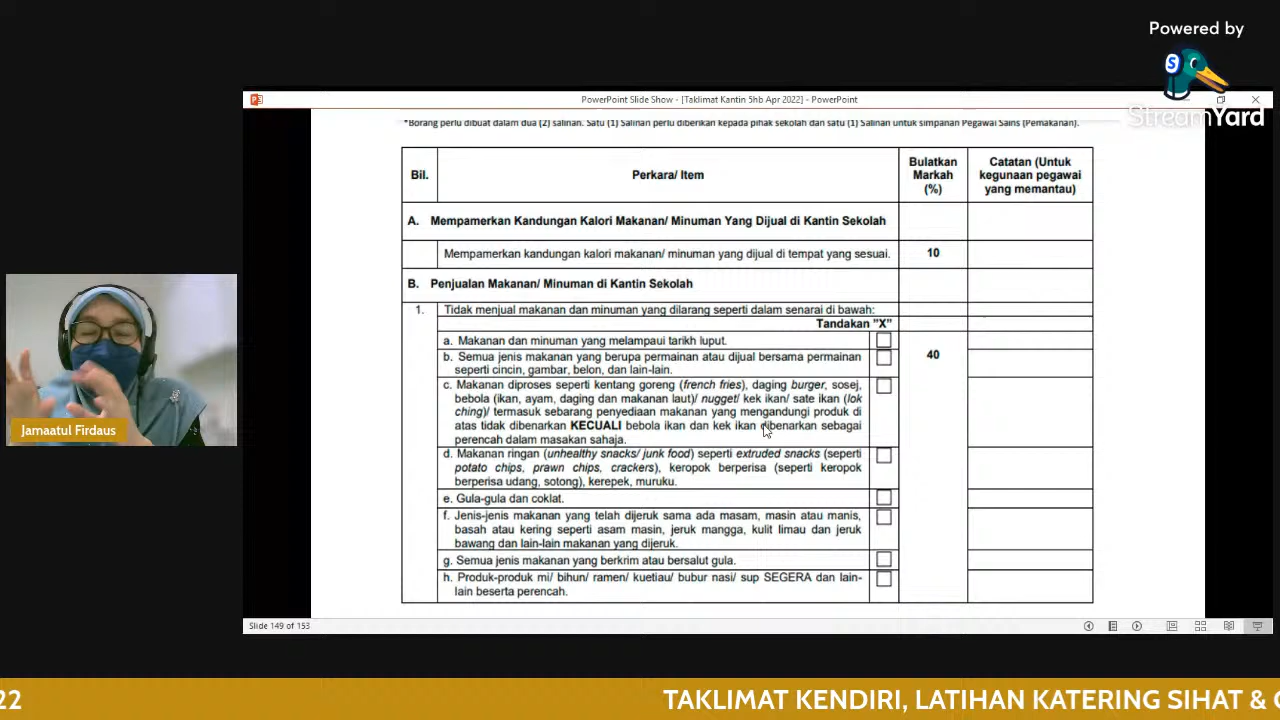 Powered by
StreamYard
PowerPoint Slide Show - [Taklimat Kantin 5hb Apr 2022] - PowerPoint
*Borang perlu dibuat dalam dua (2) salinan. Satu (1) Salinan perlu diberikan kepada pihak sekolah dan satu (1) Salinan untuk simpanan Pegawai Sains (Pemakanan).
Bil.
Perkara/ Item
Bulatkan
Markah
(%)
Catatan (Untuk
kegunaan pegawai
yang memantau)
A. Mempamerkan Kandungan Kalori Makanan/ Minuman Yang Dijual di Kantin Sekolah
Mempamerkan kandungan kalori makanan/ minuman yang dijual di tempat yang sesuai.
10
B. Penjualan Makanan/ Minuman di Kantin Sekolah
1.
Tidak menjual makanan dan minuman yang dilarang seperti dalam senarai di bawah:
Tandakan "X"
a. Makanan dan minuman yang melampaui tarikh luput.
40
b. Semua jenis makanan yang berupa permainan atau dijual bersama permainan
seperti cincin, gambar, belon, dan lain-lain.
c. Makanan diproses seperti kentang goreng (french fries), daging burger, sosej,
bebola (ikan, ayam, daging dan makanan laut)/ nugget/ kek ikan/ sate ikan (lok
ching)/ termasuk sebarang penyediaan makanan yang mengandungi produk di
atas tidak dibenarkan KECUALI bebola ikan dan kek ikan dibenarkan sebagai
perencah dalam masakan sahaja.
d. Makanan ringan (unhealthy snacks/ junk food) seperti extruded snacks (seperti
potato chips, prawn chips, crackers), keropok berperisa (seperti keropok
berperisa udang, sotong), kerepek, muruku.
e. Gula-gula dan coklat.
f. Jenis-jenis makanan yang telah dijeruk sama ada masam, masin atau manis,
basah atau kering seperti asam masin, jeruk mangga, kulit limau dan jeruk
bawang dan lain-lain makanan yang dijeruk.
g. Semua jenis makanan yang berkrim atau bersalut gula.
h. Produk-produk mi/ bihun/ ramen/ kuetiau/ bubur nasi/ sup SEGERA dan lain-
lain beserta perencah.
Jamaatul Firdaus
Slide 149 of 153
22
TAKLIMAT KENDIRI, LATIHAN KATERING SIHAT &